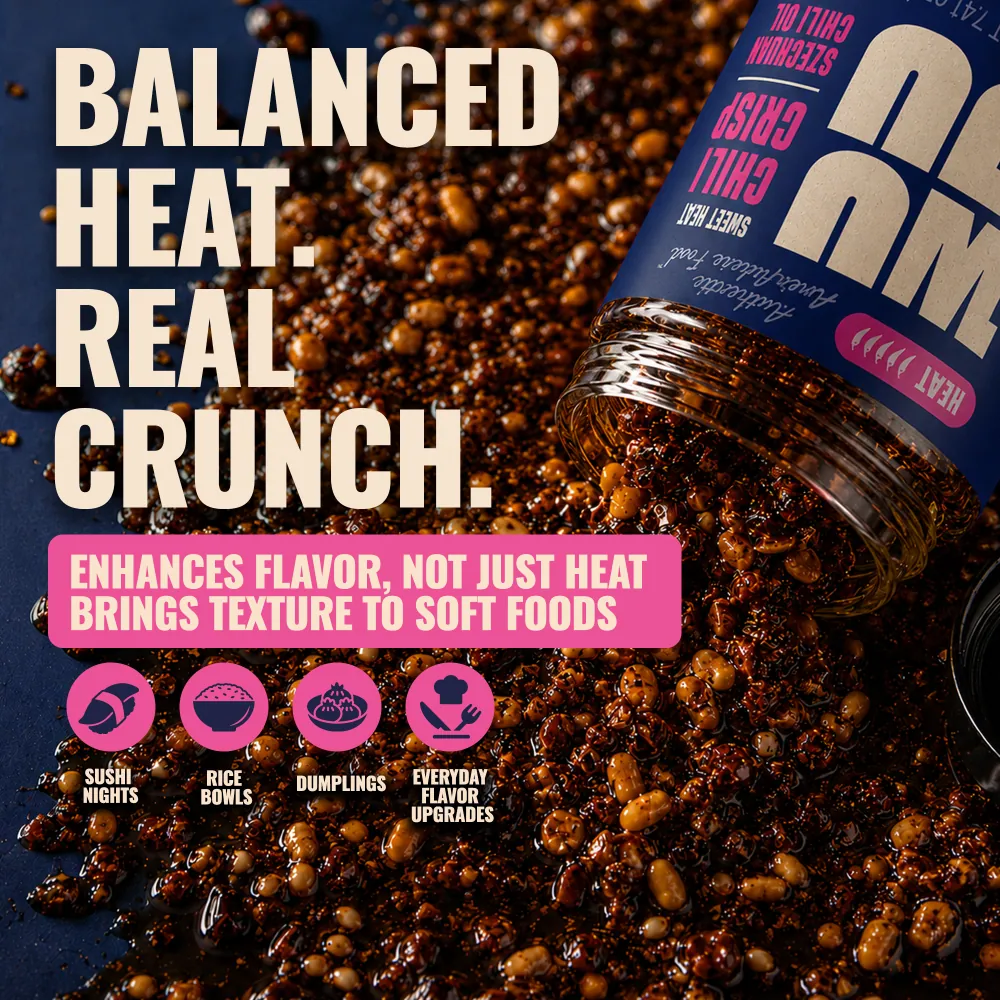 BALANCED
HEAT.
REAL
CRUNCH.
ENHANCES FLAVOR, NOT JUST HEAT
BRINGS TEXTURE TO SOFT FOODS
SUSHI
NIGHTS
RICE
BOWLS
DUMPLINGS
EVERYDAY
FLAVOR
UPGRADES
HEAT
Authentic
SWEET HEAT
CHILI
CRISP
SZECHUAN
CHILI OIL